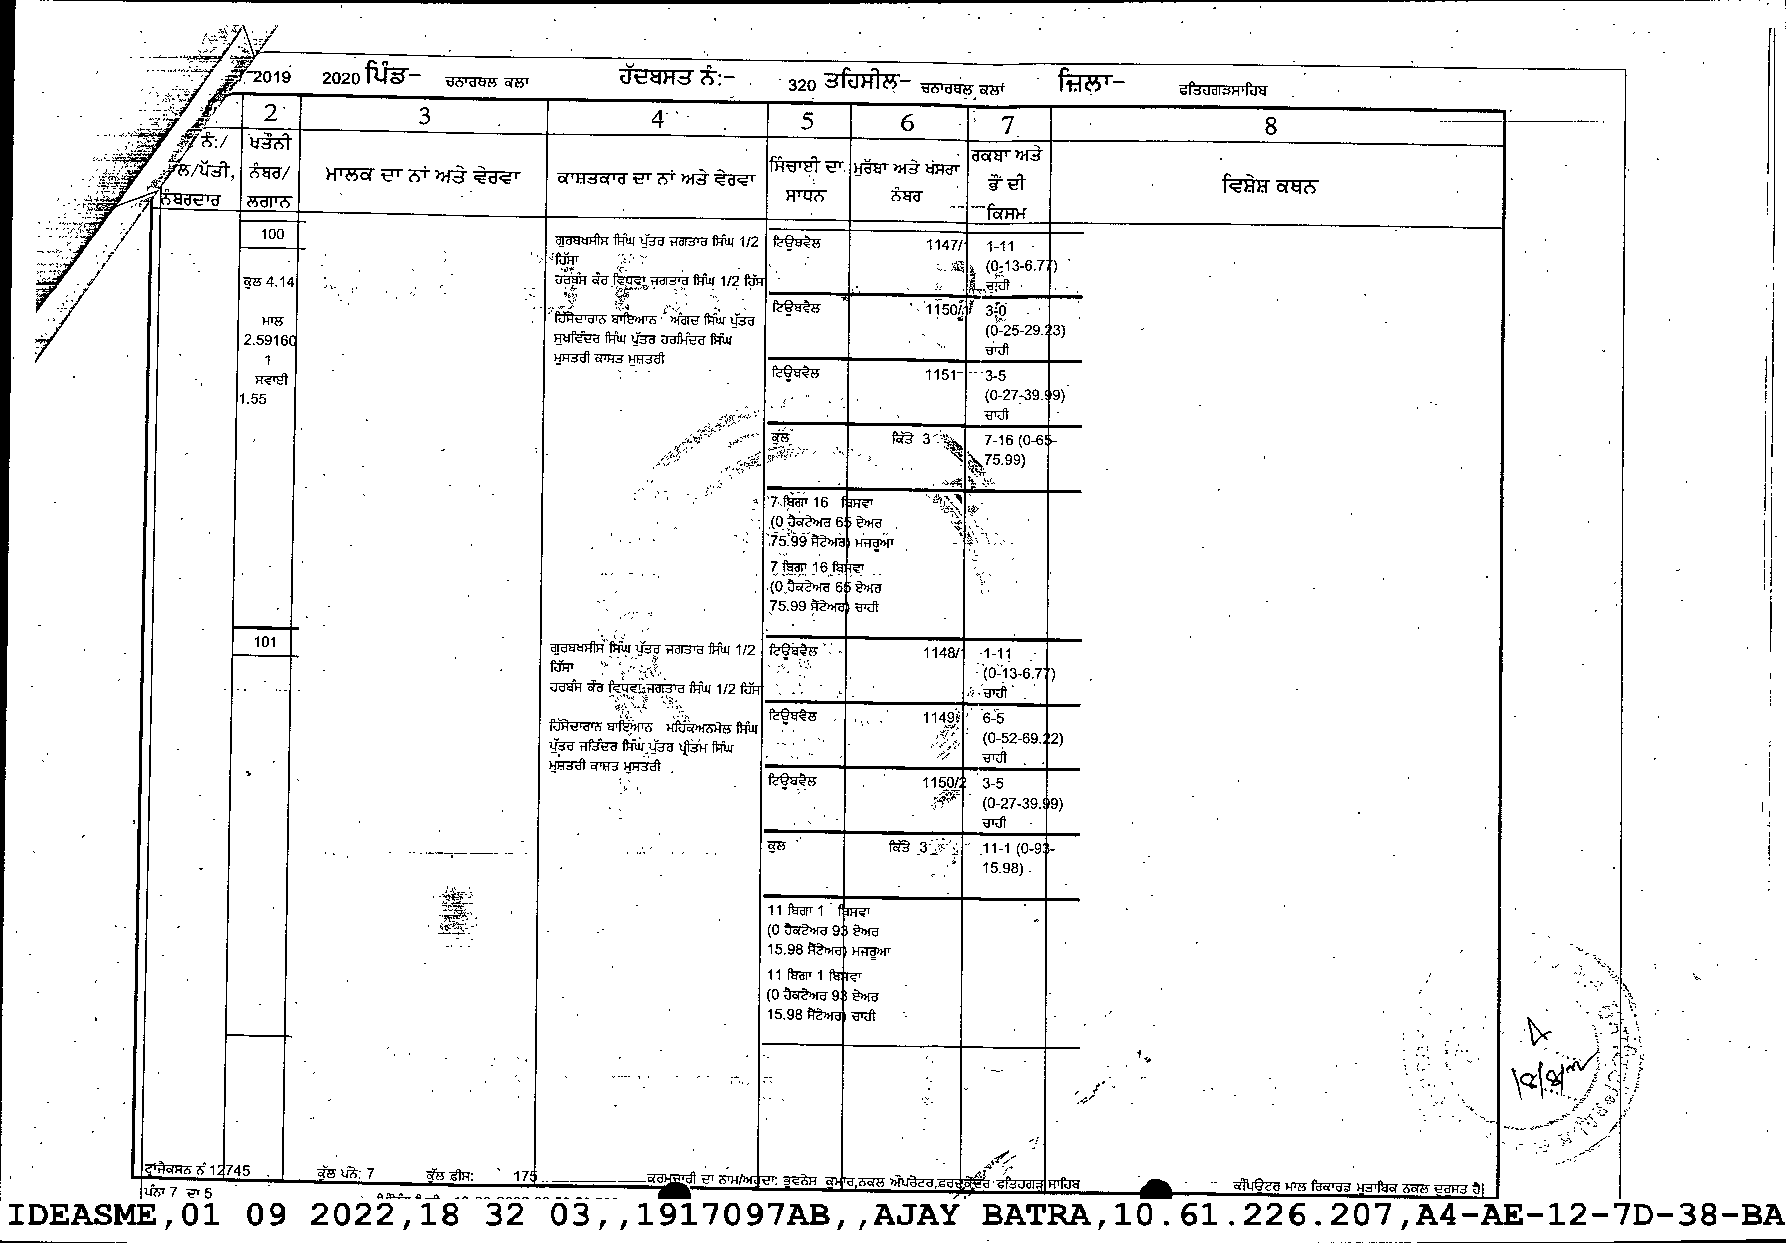 2019 2020 ਪਿੰਡ- ਚਨਾਰਥਲ ਕਲਾ ਹੱਦਬਸਤ ਨੰ:- 320 ਤਹਿਸੀਲ- ਚਨਾਰਥਲ ਕਲਾਂ ਜ਼ਿਲਾ- ਫਤਿਹਗੜਸਾਹਿਬ
2 3 4 5 6 7 8
ਨੰ:/
ਲ/ਪੱਤੀ,
ਨੰਬਰਦਾਰ
ਖਤੌਨੀ
ਨੰਬਰ/
ਲਗਾਨ
ਮਾਲਕ ਦਾ ਨਾਂ ਅਤੇ ਵੇਰਵਾ
ਕਾਸ਼ਤਕਾਰ ਦਾ ਨਾਂ ਅਤੇ ਵੇਰਵਾ
ਸਿੰਚਾਈ ਦਾ
ਸਾਧਨ
ਮੁਰੱਬਾ ਅਤੇ ਖਸਰਾ
ਨੰਬਰ
ਰਕਬਾ ਅਤੇ
ਭੌਂ ਦੀ
ਕਿਸਮ
ਵਿਸ਼ੇਸ਼ ਕਥਨ
100
ਕੁਲ 4.14
ਮਾਲ
2.59160
1
ਸਵਾਈ
1.55
ਗੁਰਬਖਸੀਸ ਸਿੰਘ ਪੁੱਤਰ ਜਗਤਾਰ ਸਿੰਘ 1/2
ਹਿੱਸਾ
ਹਰਬੰਸ ਕੌਰ ਵਿਧਵਾ ਜਗਤਾਰ ਸਿੰਘ 1/2 ਹਿੱਸਾ
ਹਿੱਸੇਦਾਰਾਨ ਬਾਇਆਨ ਅੰਗਦ ਸਿੰਘ ਪੁੱਤਰ
ਸੁਖਵਿੰਦਰ ਸਿੰਘ ਪੁੱਤਰ ਹਰਮਿੰਦਰ ਸਿੰਘ
ਮੁਸਤਰੀ ਕਾਸਤ ਮੁਸ਼ਤਰੀ
ਟਿਊਬਵੈਲ 1147/1 1-11
(0-13-6.77)
ਚਾਹੀ
ਟਿਊਬਵੈਲ 1150/1 3-0
(0-25-29.23)
ਚਾਹੀ
ਟਿਊਬਵੈਲ 1151 3-5
(0-27-39.99)
ਚਾਹੀ
ਕੁਲ ਕਿੱਤੇ 3 7-16 (0-65-
75.99)
7 ਬਿਗਾ 16 ਬਿਸਵਾ
(0 ਹੈਕਟੇਅਰ 65 ਏਅਰ
75.99 ਸੈਂਟੇਅਰ) ਮਜਰੂਆ
7 ਬਿਗਾ 16 ਬਿਸਵਾ
(0 ਹੈਕਟੇਅਰ 65 ਏਅਰ
75.99 ਸੈਂਟੇਅਰ) ਚਾਹੀ
101
ਗੁਰਬਖਸੀਸ ਸਿੰਘ ਪੁੱਤਰ ਜਗਤਾਰ ਸਿੰਘ 1/2
ਹਿੱਸਾ
ਹਰਬੰਸ ਕੌਰ ਵਿਧਵਾ ਜਗਤਾਰ ਸਿੰਘ 1/2 ਹਿੱਸਾ
ਹਿੱਸੇਦਾਰਾਨ ਬਾਇਆਨ ਮਹਿਕਅਨਮੋਲ ਸਿੰਘ
ਪੁੱਤਰ ਜਤਿੰਦਰ ਸਿੰਘ ਪੁੱਤਰ ਪ੍ਰੀਤਮ ਸਿੰਘ
ਮੁਸ਼ਤਰੀ ਕਾਸਤ ਮੁਸਤਰੀ
ਟਿਊਬਵੈਲ 1148/1 1-11
(0-13-6.77)
ਚਾਹੀ
ਟਿਊਬਵੈਲ 1149 6-5
(0-52-69.22)
ਚਾਹੀ
ਟਿਊਬਵੈਲ 1150/2 3-5
(0-27-39.99)
ਚਾਹੀ
ਕੁਲ ਕਿੱਤੇ 3 11-1 (0-93-
15.98)
11 ਬਿਗਾ 1 ਬਿਸਵਾ
(0 ਹੈਕਟੇਅਰ 93 ਏਅਰ
15.98 ਸੈਂਟੇਅਰ) ਮਜਰੂਆ
11 ਬਿਗਾ 1 ਬਿਸਵਾ
(0 ਹੈਕਟੇਅਰ 93 ਏਅਰ
15.98 ਸੈਂਟੇਅਰ) ਚਾਹੀ
ਟ੍ਰਾਂਜੈਕਸਨ ਨੰ 12745 ਕੁੱਲ ਪੰਨੇ: 7 ਕੁੱਲ ਫ਼ੀਸ: 175 ਕਰਮਚਾਰੀ ਦਾ ਨਾਮ/ਅਹੁਦਾ: ਭੁਵਨੇਸ ਕੁਮਾਰ,ਨਕਲ ਔਪਰੇਟਰ,ਫਰਦਕੇਂਦਰ ਫਤਿਹਗੜ ਸਾਹਿਬ ਕੰਪਿਊਟਰ ਮਾਲ ਰਿਕਾਰਡ ਮੁਤਾਬਿਕ ਨਕਲ ਦੁਰਸਤ ਹੈ|
ਪੰਨਾ 7 ਦਾ 5
IDEASME,01 09 2022,18 32 03,,1917097AB,,AJAY BATRA,10.61.226.207,A4-AE-12-7D-38-BA